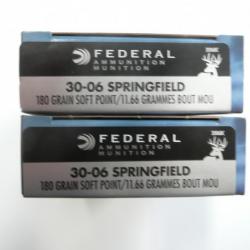 FEDERAL
AMMUNITION
MUNITION
30-06 SPRINGFIELD
180 GRAIN SOFT POINT/11.66 GRAMMES BOUT MOU
FEDERAL
AMMUNITION
MUNITION
30-06 SPRINGFIELD
180 GRAIN SOFT POINT/11.66 GRAMMES BOUT MOU